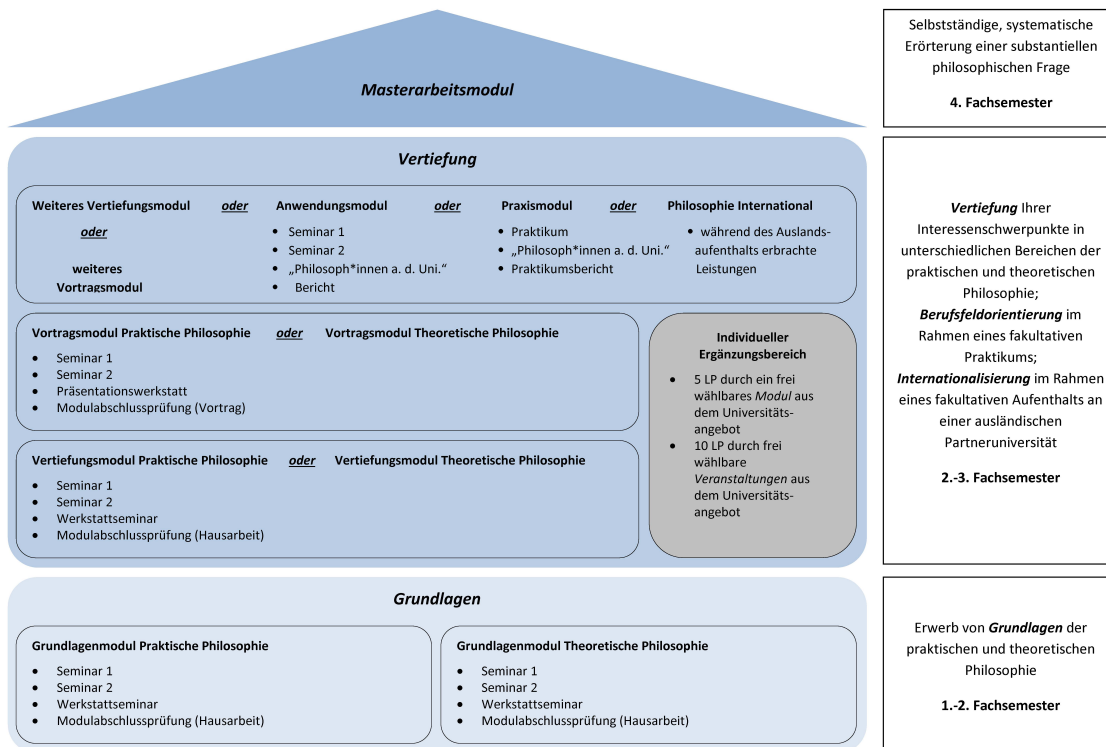 Masterarbeitsmodul
Selbstständige, systematische
Erörterung einer substantiellen
philosophischen Frage
4. Fachsemester
Vertiefung
Weiteres Vertiefungsmodul oder Anwendungsmodul oder Praxismodul oder Philosophie International
oder
weiteres
Vortragsmodul
• Seminar 1
• Seminar 2
• „Philosoph*innen a. d. Uni.“
• Bericht
• Praktikum
• „Philosoph*innen a. d. Uni.“
• Praktikumsbericht
• während des Auslands-
aufenthalts erbrachte
Leistungen
Vortragsmodul Praktische Philosophie oder Vortragsmodul Theoretische Philosophie
• Seminar 1
• Seminar 2
• Präsentationswerkstatt
• Modulabschlussprüfung (Vortrag)
Vertiefungsmodul Praktische Philosophie oder Vertiefungsmodul Theoretische Philosophie
• Seminar 1
• Seminar 2
• Werkstattseminar
• Modulabschlussprüfung (Hausarbeit)
Individueller
Ergänzungsbereich
• 5 LP durch ein frei
wählbares Modul aus
dem Universitäts-
angebot
• 10 LP durch frei
wählbare
Veranstaltungen aus
dem Universitäts-
angebot
Vertiefung Ihrer
Interessenschwerpunkte in
unterschiedlichen Bereichen der
praktischen und theoretischen
Philosophie;
Berufsfeldorientierung im
Rahmen eines fakultativen
Praktikums;
Internationalisierung im Rahmen
eines fakultativen Aufenthalts an
einer ausländischen
Partneruniversität
2.-3. Fachsemester
Grundlagen
Grundlagenmodul Praktische Philosophie
• Seminar 1
• Seminar 2
• Werkstattseminar
• Modulabschlussprüfung (Hausarbeit)
Grundlagenmodul Theoretische Philosophie
• Seminar 1
• Seminar 2
• Werkstattseminar
• Modulabschlussprüfung (Hausarbeit)
Erwerb von Grundlagen der
praktischen und theoretischen
Philosophie
1.-2. Fachsemester